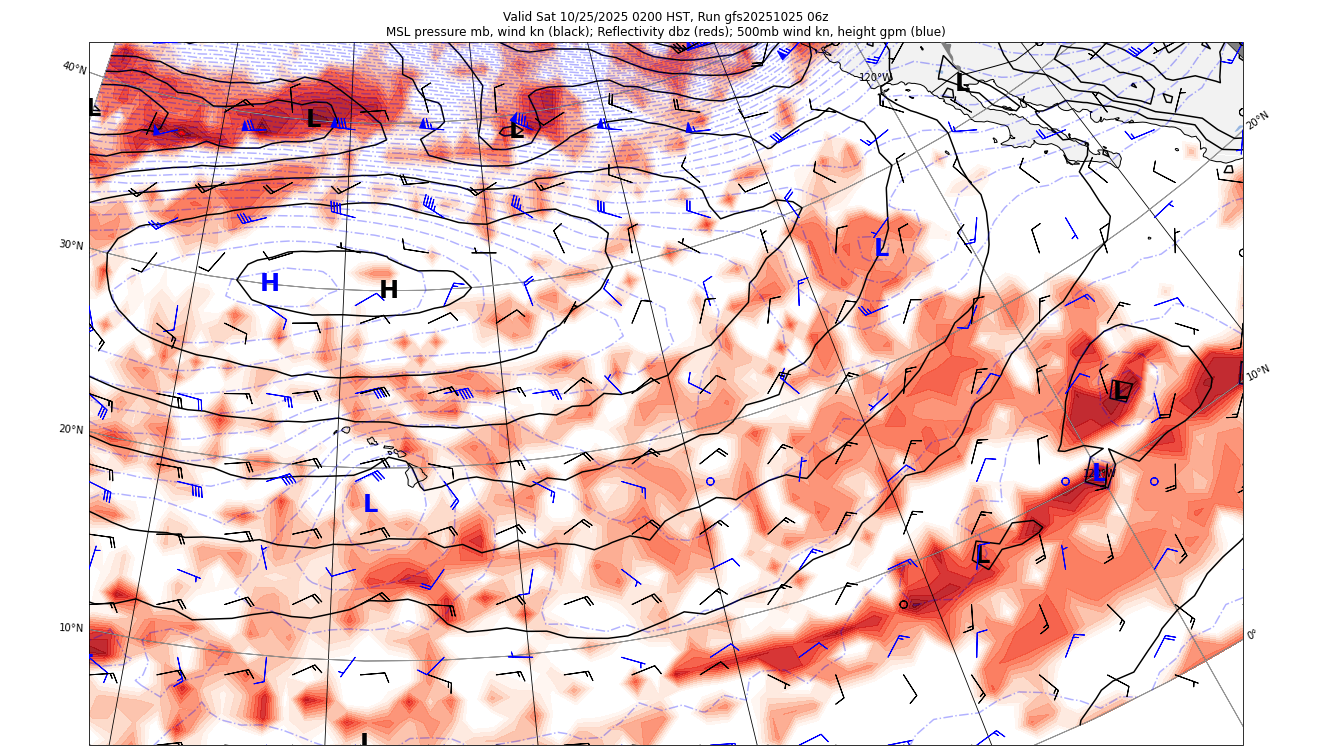 Valid Sat 10/25/2025 0200 HST, Run gfs20251025 06z
MSL pressure mb, wind kn (black); Reflectivity dbz (reds); 500mb wind kn, height gpm (blue)
40°N
120°W
L
L
L
L
20°N
30°N
L
H
H
10°N
L
20°N
L
L
L
10°N
0°
L